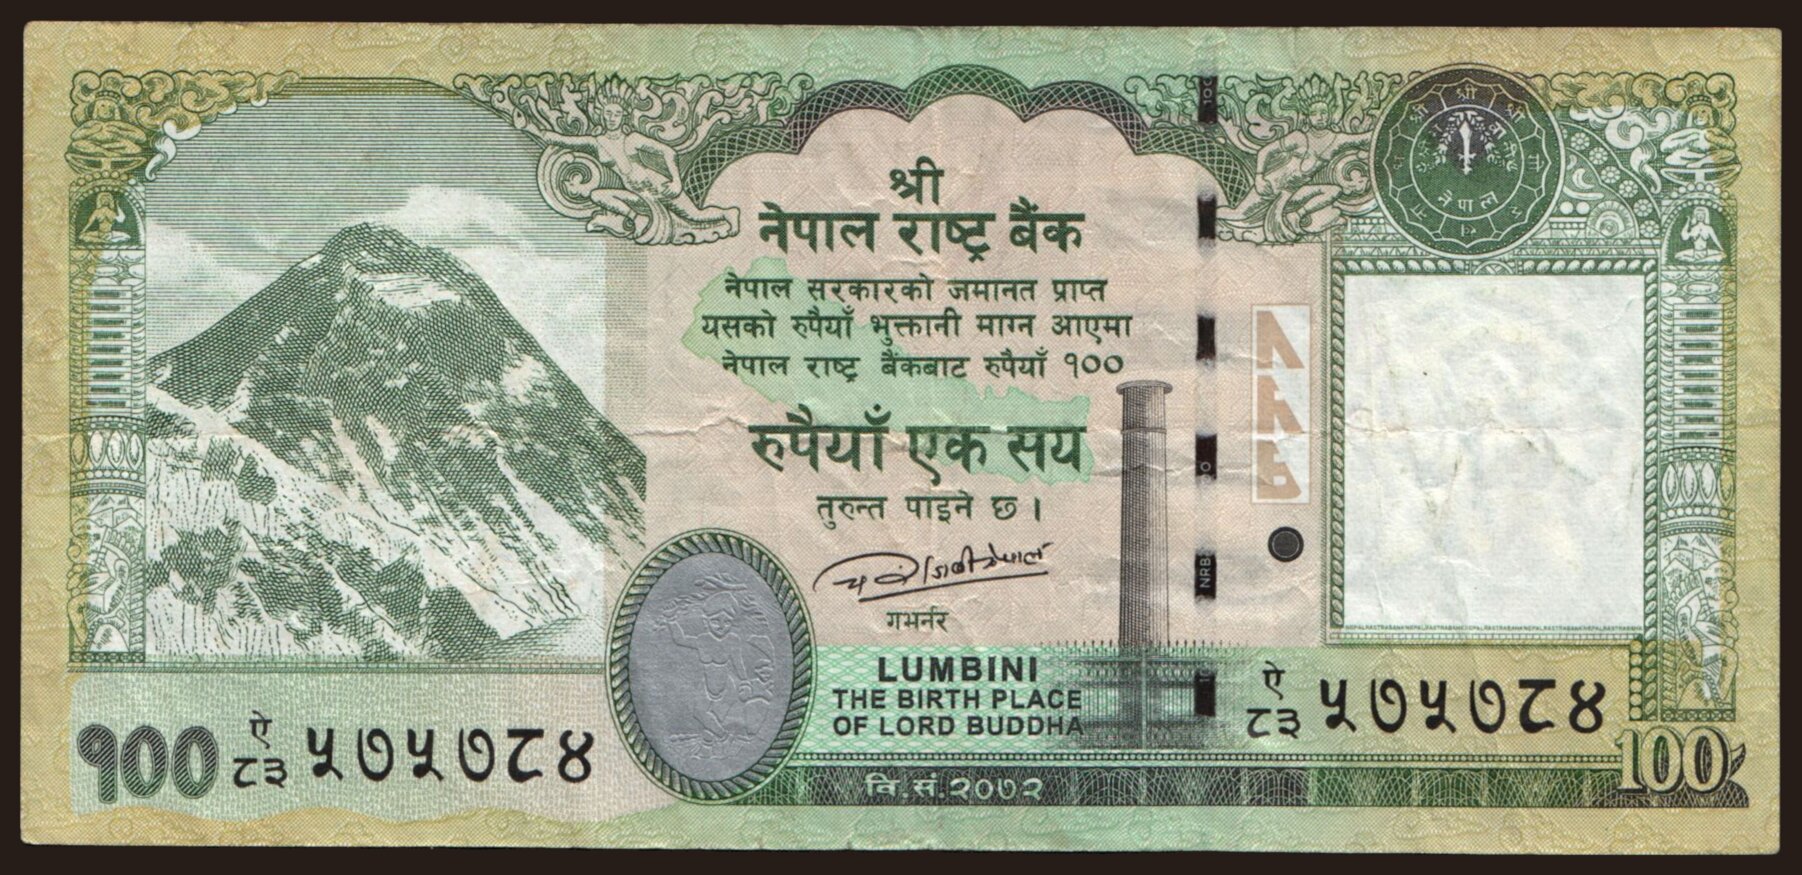 श्री
नेपाल राष्ट्र बैंक
नेपाल सरकारको जमानत प्राप्त
यसको रुपैयाँ भुक्तानी माग्न आएमा
नेपाल राष्ट्र बैंकबाट रुपैयाँ १००
रुपैयाँ एक सय
तुरुन्त पाइने छ ।
गभर्नर
LUMBINI
THE BIRTH PLACE
OF LORD BUDDHA
वि.सं.२०७२
१०० ऐ ८३ ५७५७८४
ऐ ८३ ५७५७८४
100
NRB